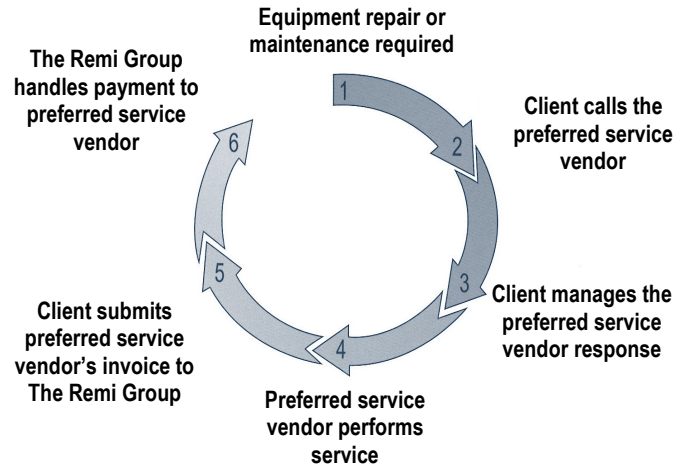 Equipment repair or
maintenance required
1
2
Client calls the
preferred service
vendor
3
Client manages the
preferred service
vendor response
4
Preferred service
vendor performs
service
5
Client submits
preferred service
vendor's invoice to
The Remi Group
6
The Remi Group
handles payment to
preferred service
vendor